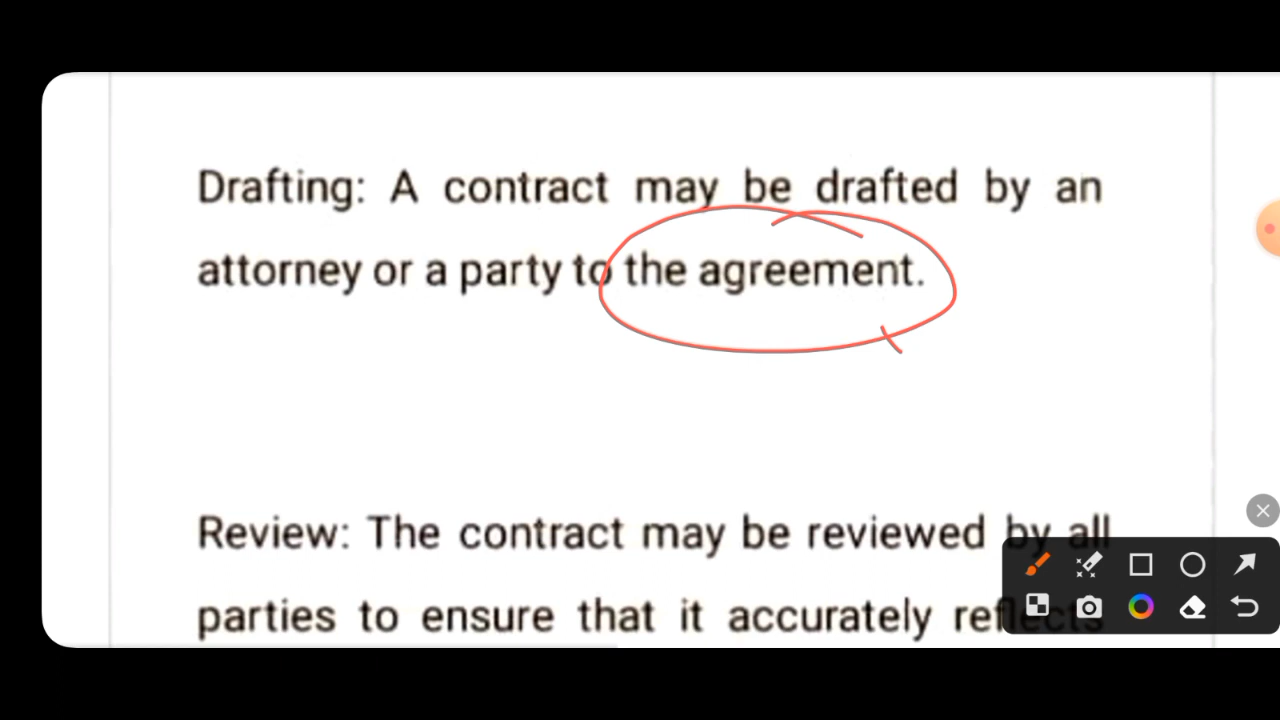 Drafting: A contract may be drafted by an
attorney or a party to the agreement.
Review: The contract may be reviewed by all
parties to ensure that it accurately reflects